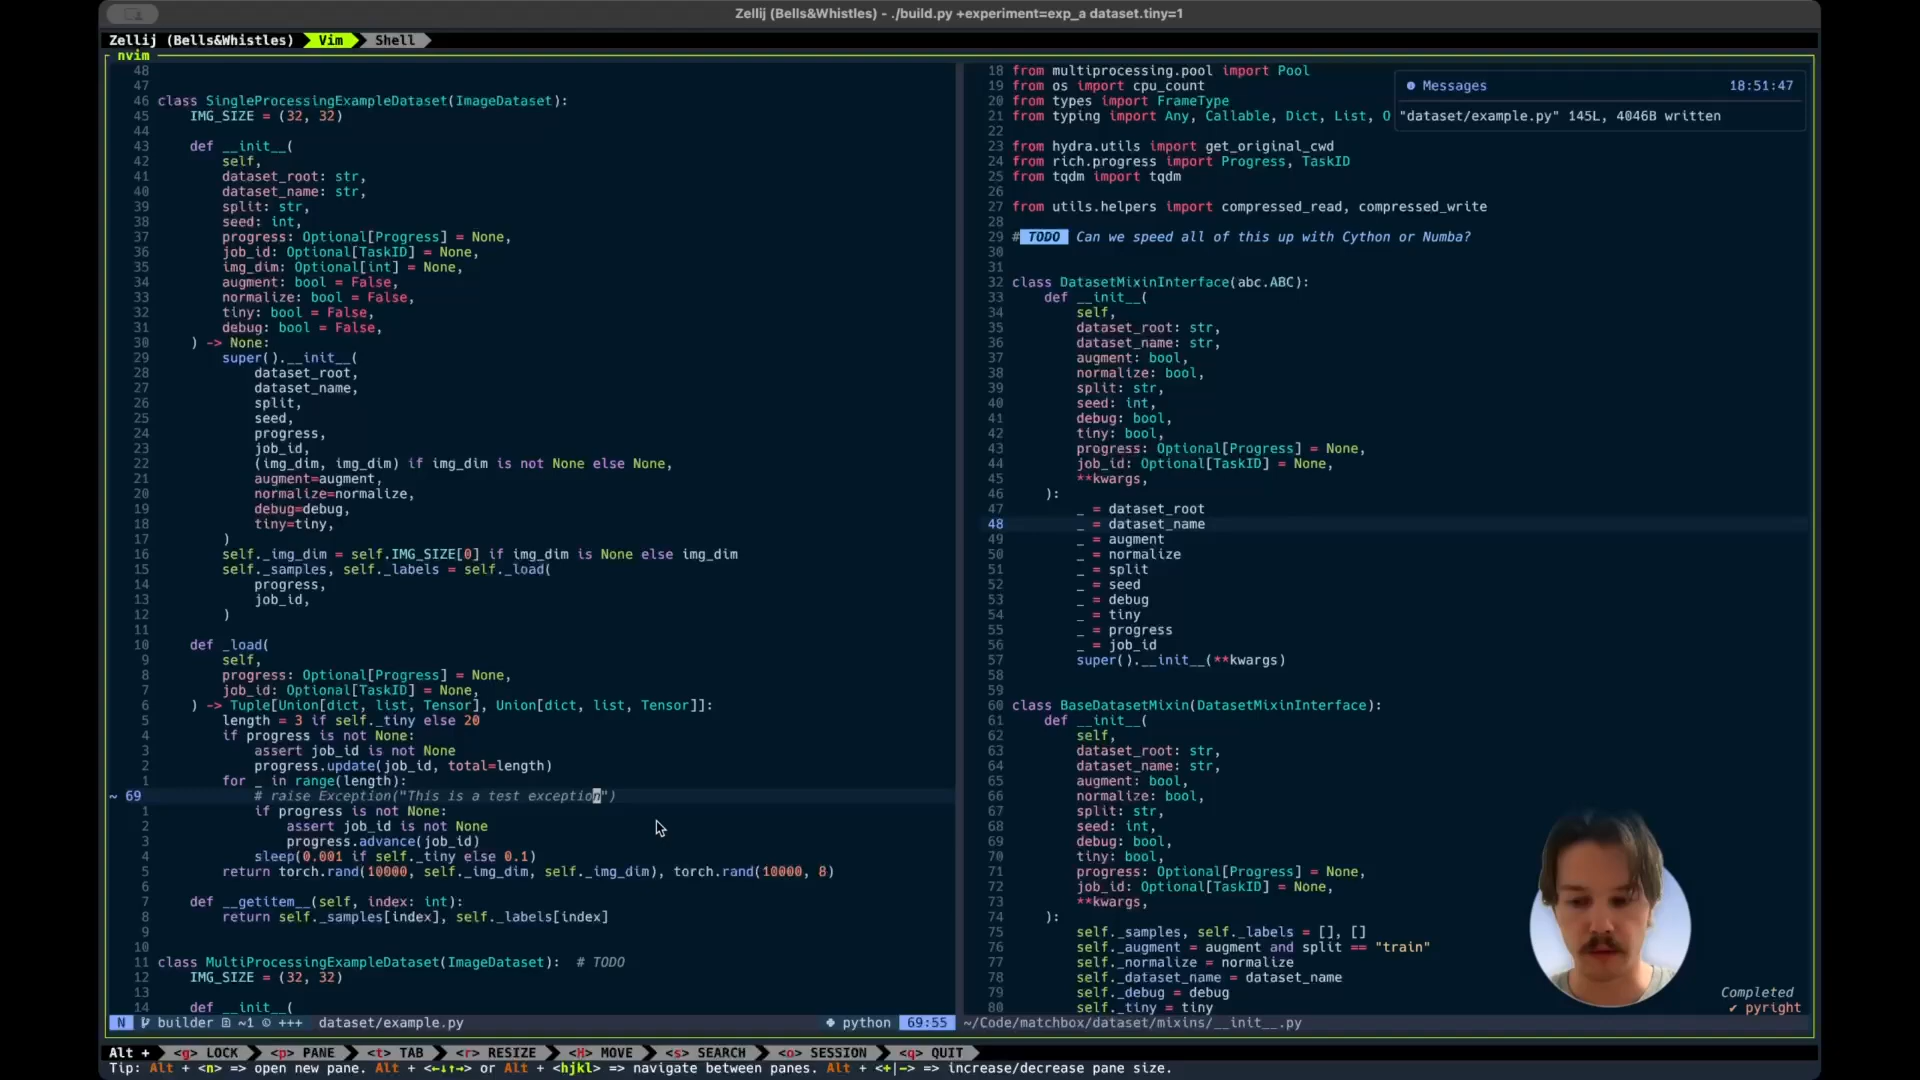 Zellij (Bells&Whistles) - ./build.py +experiment=exp_a dataset.tiny=1
Zellij (Bells&Whistles) Vim Shell
nvim
48
47
46 class SingleProcessingExampleDataset(ImageDataset):
45 IMG_SIZE = (32, 32)
44
43 def __init__(
42 self,
41 dataset_root: str,
40 dataset_name: str,
39 split: str,
38 seed: int,
37 progress: Optional[Progress] = None,
36 job_id: Optional[TaskID] = None,
35 img_dim: Optional[int] = None,
34 augment: bool = False,
33 normalize: bool = False,
32 tiny: bool = False,
31 debug: bool = False,
30 ) -> None:
29 super().__init__(
28 dataset_root,
27 dataset_name,
26 split,
25 seed,
24 progress,
23 job_id,
22 (img_dim, img_dim) if img_dim is not None else None,
21 augment=augment,
20 normalize=normalize,
19 debug=debug,
18 tiny=tiny,
17 )
16 self._img_dim = self.IMG_SIZE[0] if img_dim is None else img_dim
15 self._samples, self._labels = self._load(
14 progress,
13 job_id,
12 )
11
10 def _load(
9 self,
8 progress: Optional[Progress] = None,
7 job_id: Optional[TaskID] = None,
6 ) -> Tuple[Union[dict, list, Tensor], Union[dict, list, Tensor]]:
5 length = 3 if self._tiny else 20
4 if progress is not None:
3 assert job_id is not None
2 progress.update(job_id, total=length)
1 for _ in range(length):
~ 69 # raise Exception("This is a test exception")
1 if progress is not None:
2 assert job_id is not None
3 progress.advance(job_id)
4 sleep(0.001 if self._tiny else 0.1)
5 return torch.rand(10000, self._img_dim, self._img_dim), torch.rand(10000, 8)
6
7 def __getitem__(self, index: int):
8 return self._samples[index], self._labels[index]
9
10
11 class MultiProcessingExampleDataset(ImageDataset): # TODO
12 IMG_SIZE = (32, 32)
13
14 def __init__(
N builder ~1 +++ dataset/example.py python 69:55
18 from multiprocessing.pool import Pool
19 from os import cpu_count
20 from types import FrameType
21 from typing import Any, Callable, Dict, List, O
22
23 from hydra.utils import get_original_cwd
24 from rich.progress import Progress, TaskID
25 from tqdm import tqdm
26
27 from utils.helpers import compressed_read, compressed_write
28
29 # TODO Can we speed all of this up with Cython or Numba?
30
31
32 class DatasetMixinInterface(abc.ABC):
33 def __init__(
34 self,
35 dataset_root: str,
36 dataset_name: str,
37 augment: bool,
38 normalize: bool,
39 split: str,
40 seed: int,
41 debug: bool,
42 tiny: bool,
43 progress: Optional[Progress] = None,
44 job_id: Optional[TaskID] = None,
45 **kwargs,
46 ):
47 _ = dataset_root
48 _ = dataset_name
49 _ = augment
50 _ = normalize
51 _ = split
52 _ = seed
53 _ = debug
54 _ = tiny
55 _ = progress
56 _ = job_id
57 super().__init__(**kwargs)
58
59
60 class BaseDatasetMixin(DatasetMixinInterface):
61 def __init__(
62 self,
63 dataset_root: str,
64 dataset_name: str,
65 augment: bool,
66 normalize: bool,
67 split: str,
68 seed: int,
69 debug: bool,
70 tiny: bool,
71 progress: Optional[Progress] = None,
72 job_id: Optional[TaskID] = None,
73 **kwargs,
74 ):
75 self._samples, self._labels = [], []
76 self._augment = augment and split == "train"
77 self._normalize = normalize
78 self._dataset_name = dataset_name
79 self._debug = debug
80 self._tiny = tiny
~/Code/matchbox/dataset/mixins/__init__.py
Messages 18:51:47
"dataset/example.py" 145L, 4046B written
Completed
✔ pyright
Alt + <g> LOCK <p> PANE <t> TAB <r> RESIZE <H> MOVE <s> SEARCH <o> SESSION <q> QUIT
Tip: Alt + <n> => open new pane. Alt + <←↓↑→> or Alt + <hjkl> => navigate between panes. Alt + <+|-> => increase/decrease pane size.